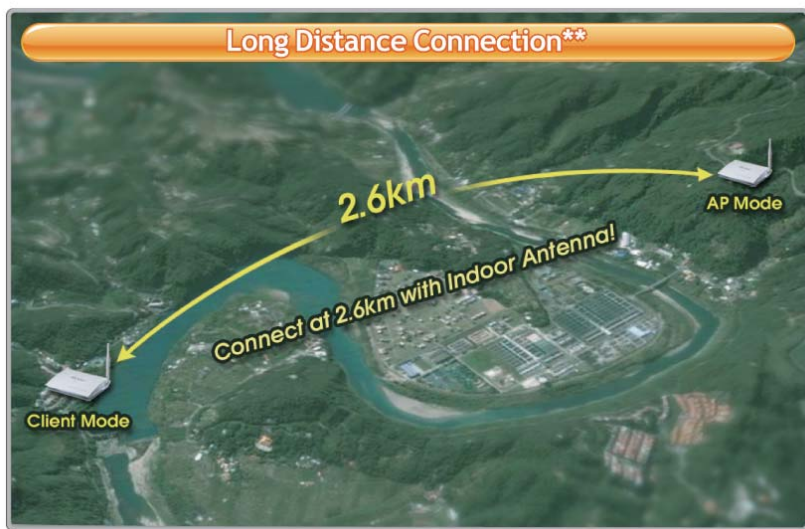 Long Distance Connection**
2.6km
AP Mode
Connect at 2.6km with Indoor Antenna!
Client Mode